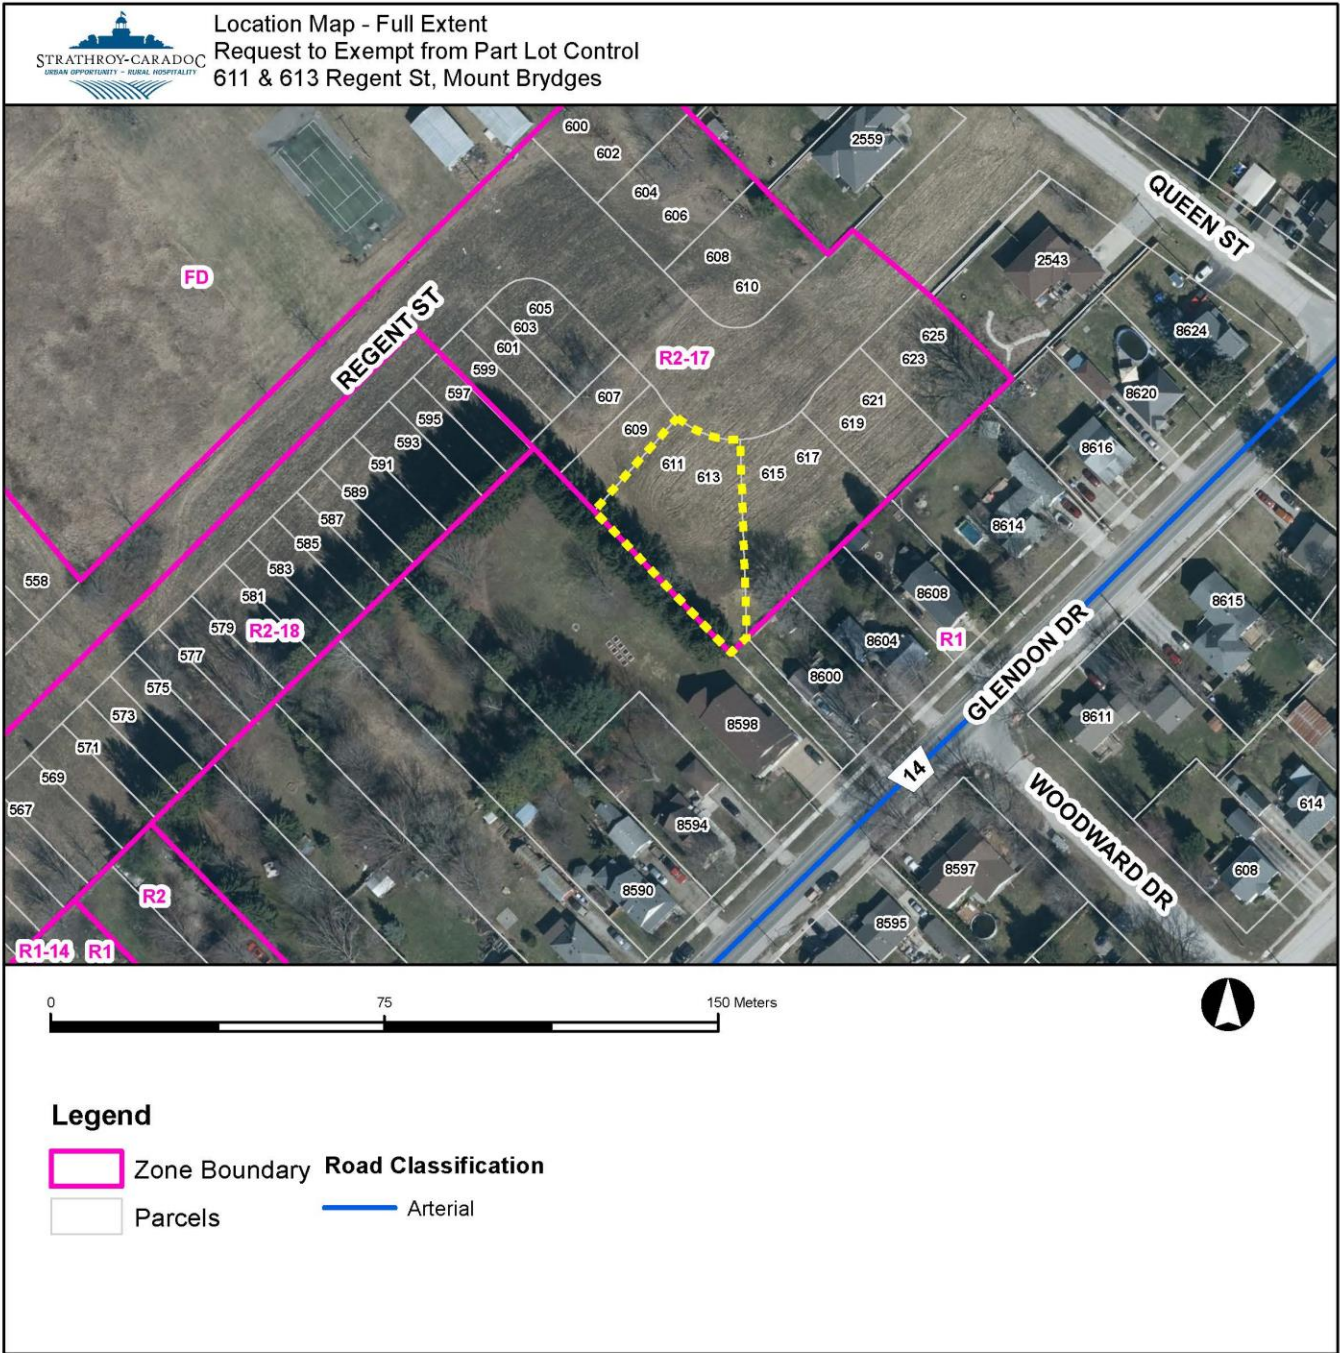 STRATHROY-CARADOC
URBAN OPPORTUNITY ~ RURAL HOSPITALITY
Location Map - Full Extent
Request to Exempt from Part Lot Control
611 & 613 Regent St, Mount Brydges
600
602
604
606
608
610
2559
QUEEN ST
2543
8624
8620
8616
8614
8608
8604
8600
8598
8594
8590
R1
GLENDON DR
14
8615
8611
WOODWARD DR
614
608
8597
8595
FD
REGENT ST
R2-17
605
603
601
599
597
595
593
591
589
587
585
583
581
579
577
575
573
571
569
567
558
607
609
611
613
615
617
619
621
623
625
R2-18
R2
R1-14
R1
0
75
150 Meters
Legend
Zone Boundary
Parcels
Road Classification
Arterial